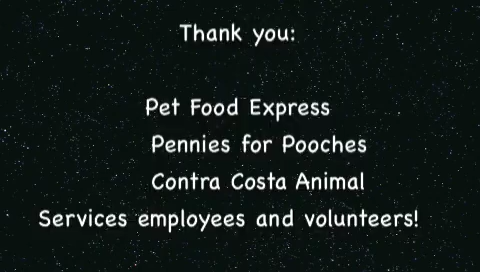 Thank you:
Pet Food Express
Pennies for Pooches
Contra Costa Animal
Services employees and volunteers!